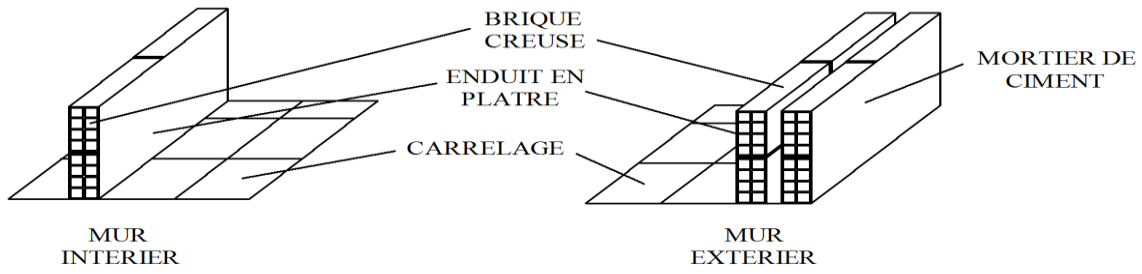 BRIQUE
CREUSE
ENDUIT EN
PLATRE
CARRELAGE
MORTIER DE
CIMENT
MUR
INTERIER
MUR
EXTERIER